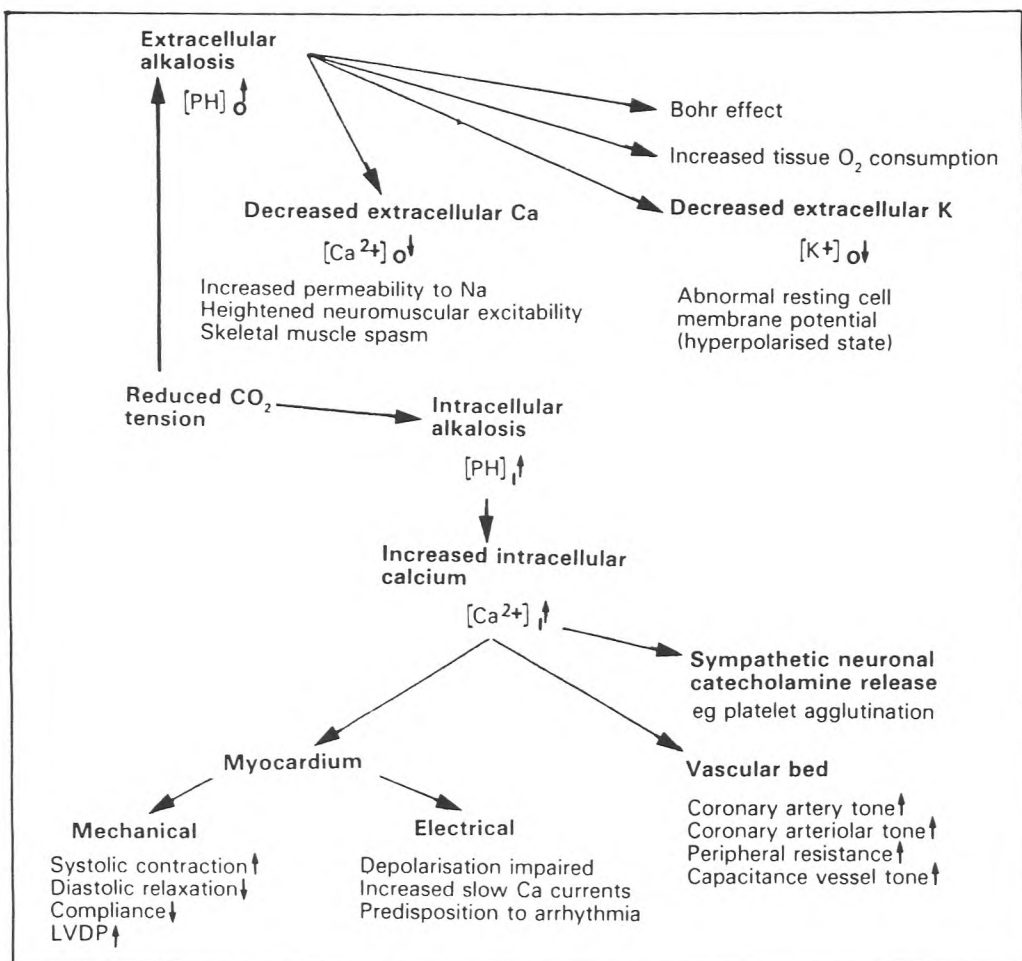 Extracellular
alkalosis
[PH]o↑
Bohr effect
Increased tissue O₂ consumption
Decreased extracellular Ca
[Ca²⁺]o↓
Increased permeability to Na
Heightened neuromuscular excitability
Skeletal muscle spasm
Decreased extracellular K
[K+]o↓
Abnormal resting cell
membrane potential
(hyperpolarised state)
Reduced CO₂
tension
Intracellular
alkalosis
[PH]ı↑
Increased intracellular
calcium
[Ca²⁺]ı↑
Sympathetic neuronal
catecholamine release
eg platelet agglutination
Myocardium
Vascular bed
Coronary artery tone↑
Coronary arteriolar tone↑
Peripheral resistance↑
Capacitance vessel tone↑
Mechanical
Systolic contraction↑
Diastolic relaxation↓
Compliance↓
LVDP↑
Electrical
Depolarisation impaired
Increased slow Ca currents
Predisposition to arrhythmia